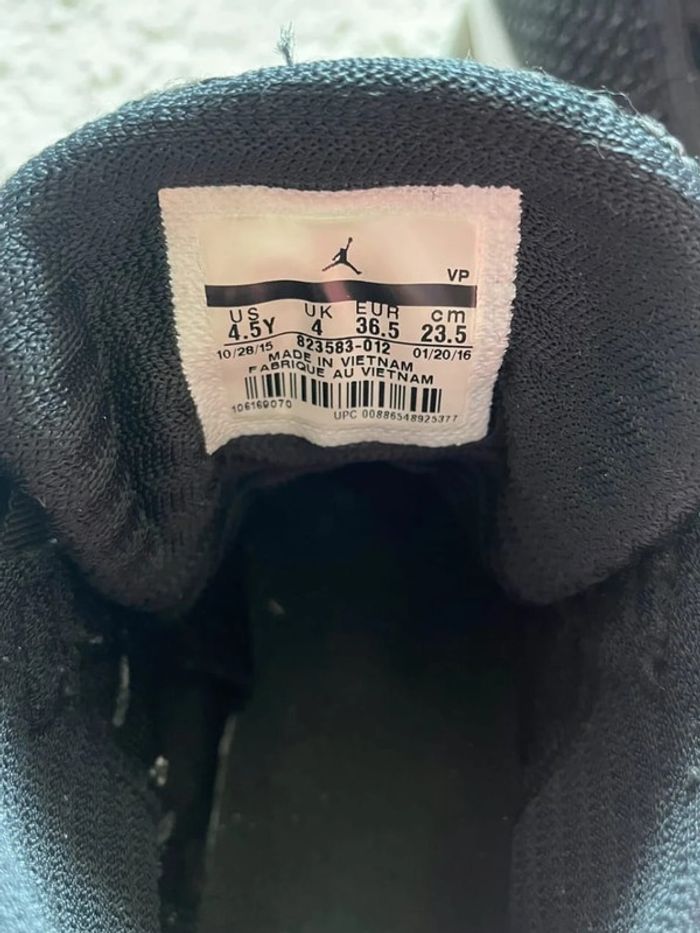 VP
US UK EUR cm
4.5Y 4 36.5 23.5
10/28/15 823583-012 01/20/16
MADE IN VIETNAM
FABRIQUE AU VIETNAM
106169070
UPC 00886548925377